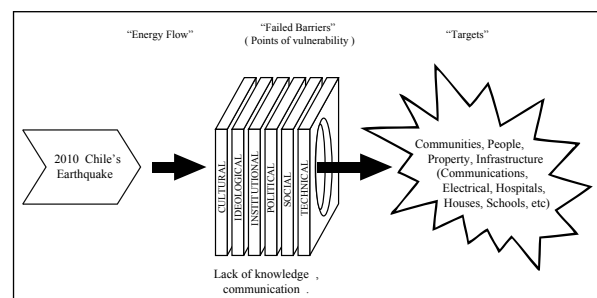 “Energy Flow”
“Failed Barriers”
( Points of vulnerability )
“Targets”
2010 Chile’s
Earthquake
CULTURAL
IDEOLOGICAL
INSTITUTIONAL
POLITICAL
SOCIAL
TECHNICAL
Lack of knowledge ,
communication .
Communities, People,
Property, Infrastructure
(Communications,
Electrical, Hospitals,
Houses, Schools, etc)